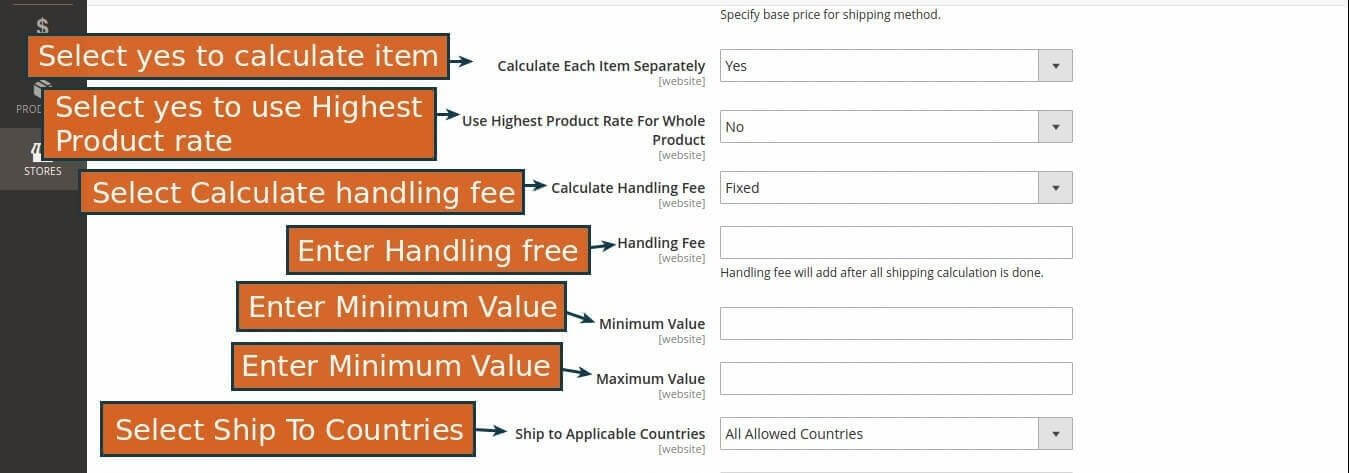 Specify base price for shipping method.
$
Select yes to calculate item
Calculate Each Item Separately
[website]
Yes
Select yes to use Highest
Product rate
Use Highest Product Rate For Whole
Product
[website]
No
STORES
Select Calculate handling fee
Calculate Handling Fee
[website]
Fixed
Enter Handling free
Handling Fee
[website]
Handling fee will add after all shipping calculation is done.
Enter Minimum Value
Minimum Value
[website]
Enter Minimum Value
Maximum Value
[website]
Select Ship To Countries
Ship to Applicable Countries
[website]
All Allowed Countries